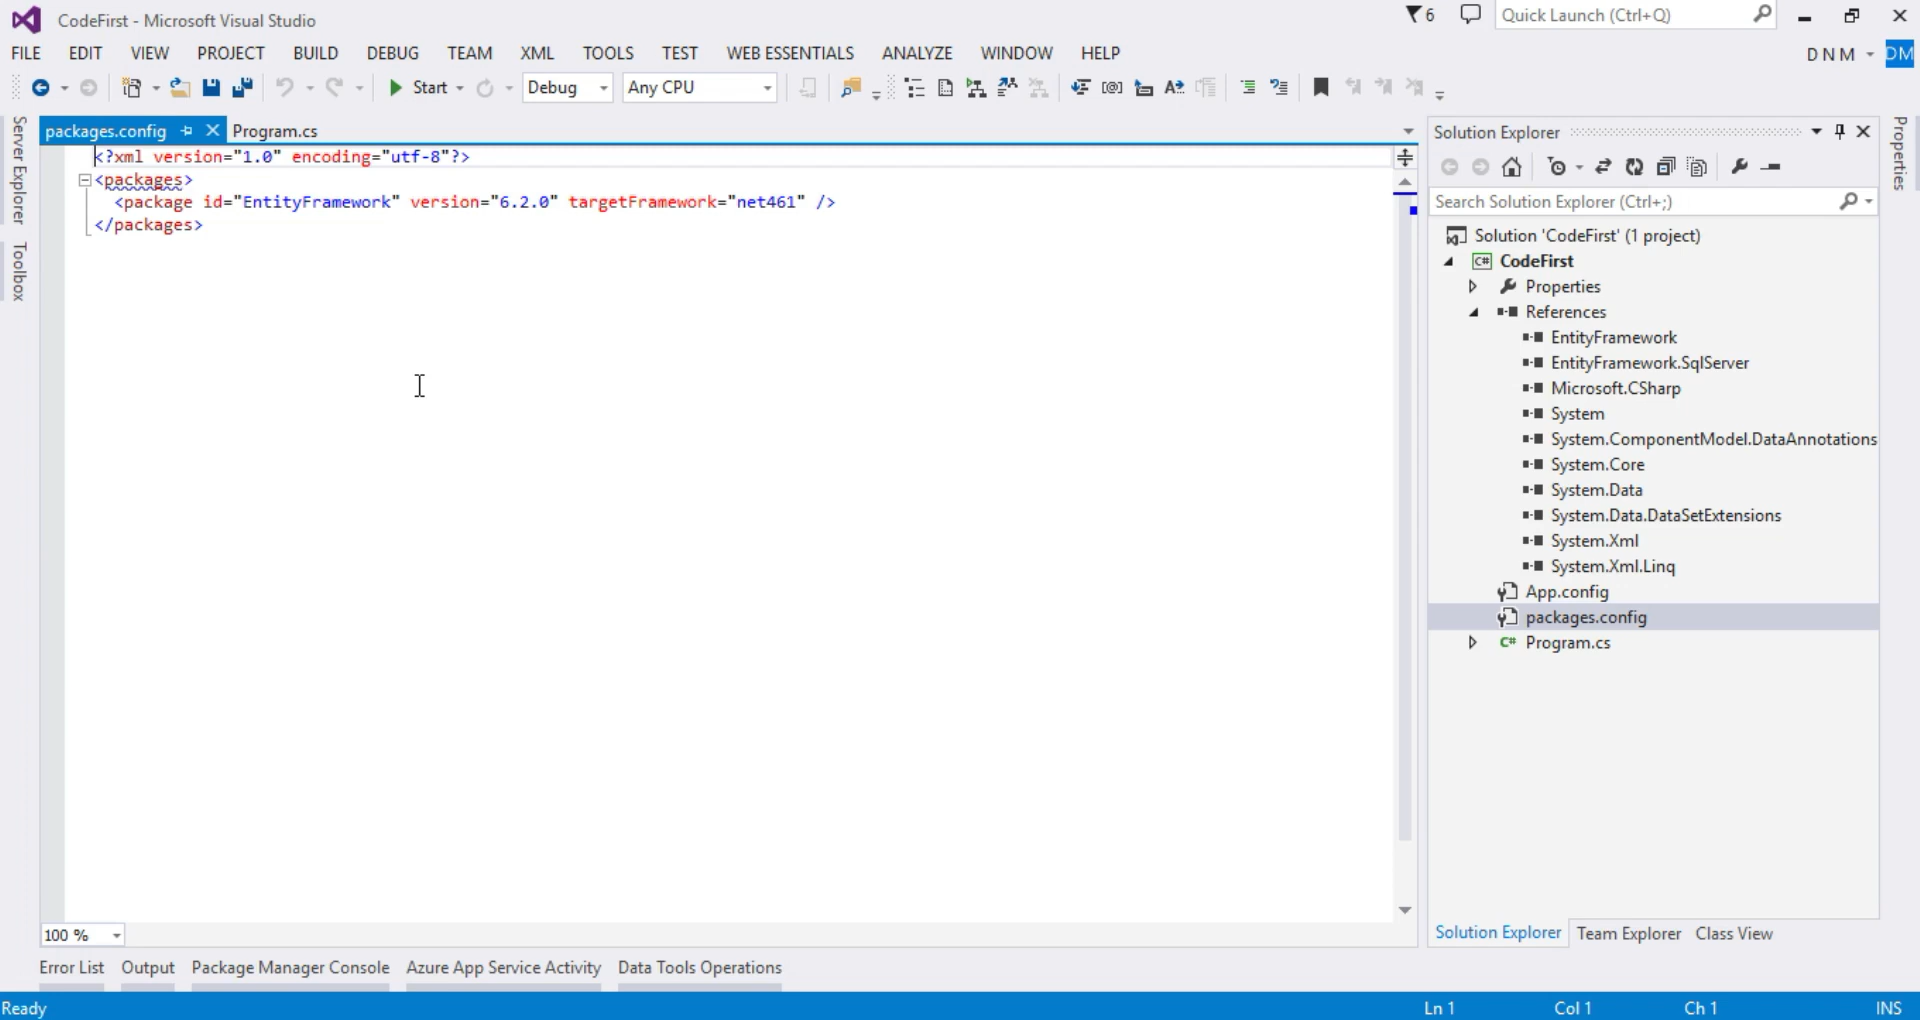 CodeFirst - Microsoft Visual Studio
6
Quick Launch (Ctrl+Q)
FILE EDIT VIEW PROJECT BUILD DEBUG TEAM XML TOOLS TEST WEB ESSENTIALS ANALYZE WINDOW HELP
D N M DM
Start Debug Any CPU
Server Explorer
Toolbox
packages.config Program.cs
<?xml version="1.0" encoding="utf-8"?>
<packages>
<package id="EntityFramework" version="6.2.0" targetFramework="net461" />
</packages>
100 %
Solution Explorer
Search Solution Explorer (Ctrl+;)
Solution 'CodeFirst' (1 project)
C# CodeFirst
Properties
References
EntityFramework
EntityFramework.SqlServer
Microsoft.CSharp
System
System.ComponentModel.DataAnnotations
System.Core
System.Data
System.Data.DataSetExtensions
System.Xml
System.Xml.Linq
App.config
packages.config
C# Program.cs
Solution Explorer Team Explorer Class View
Properties
Error List Output Package Manager Console Azure App Service Activity Data Tools Operations
Ready Ln 1 Col 1 Ch 1 INS